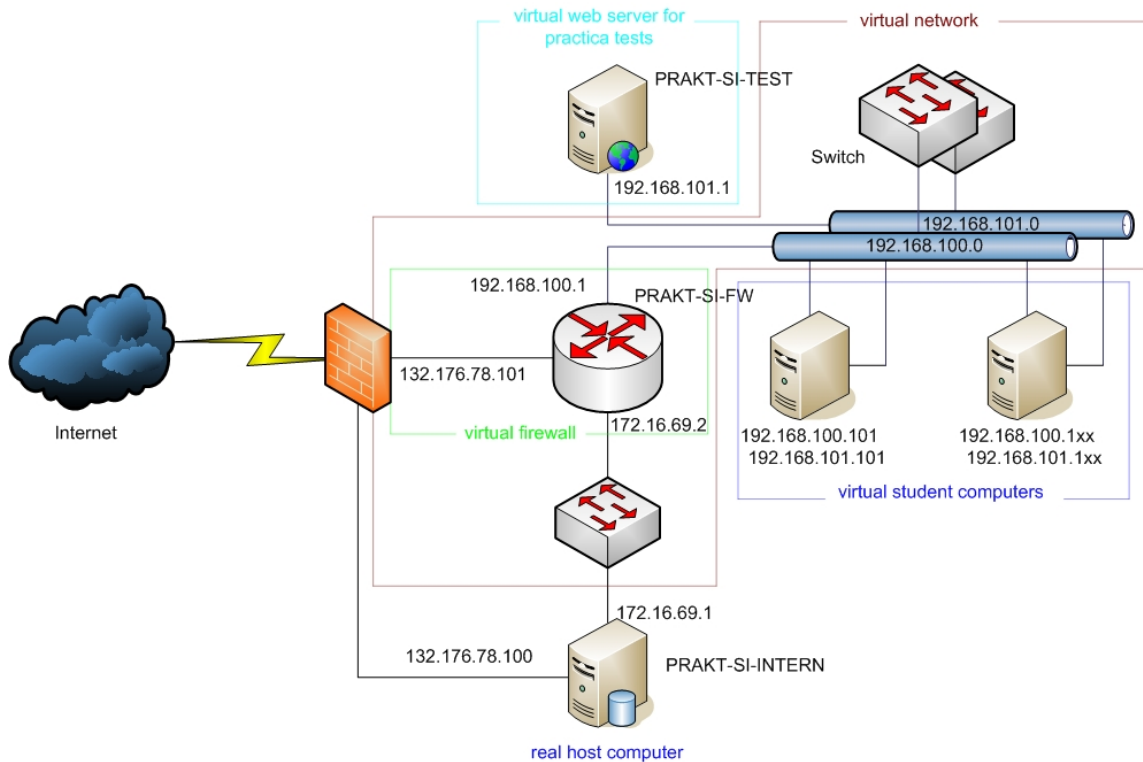 virtual web server for
practica tests
virtual network
PRAKT-SI-TEST
Switch
192.168.101.1
192.168.101.0
192.168.100.0
192.168.100.1
PRAKT-SI-FW
132.176.78.101
Internet
172.16.69.2
virtual firewall
192.168.100.101
192.168.101.101
192.168.100.1xx
192.168.101.1xx
virtual student computers
172.16.69.1
132.176.78.100
PRAKT-SI-INTERN
real host computer